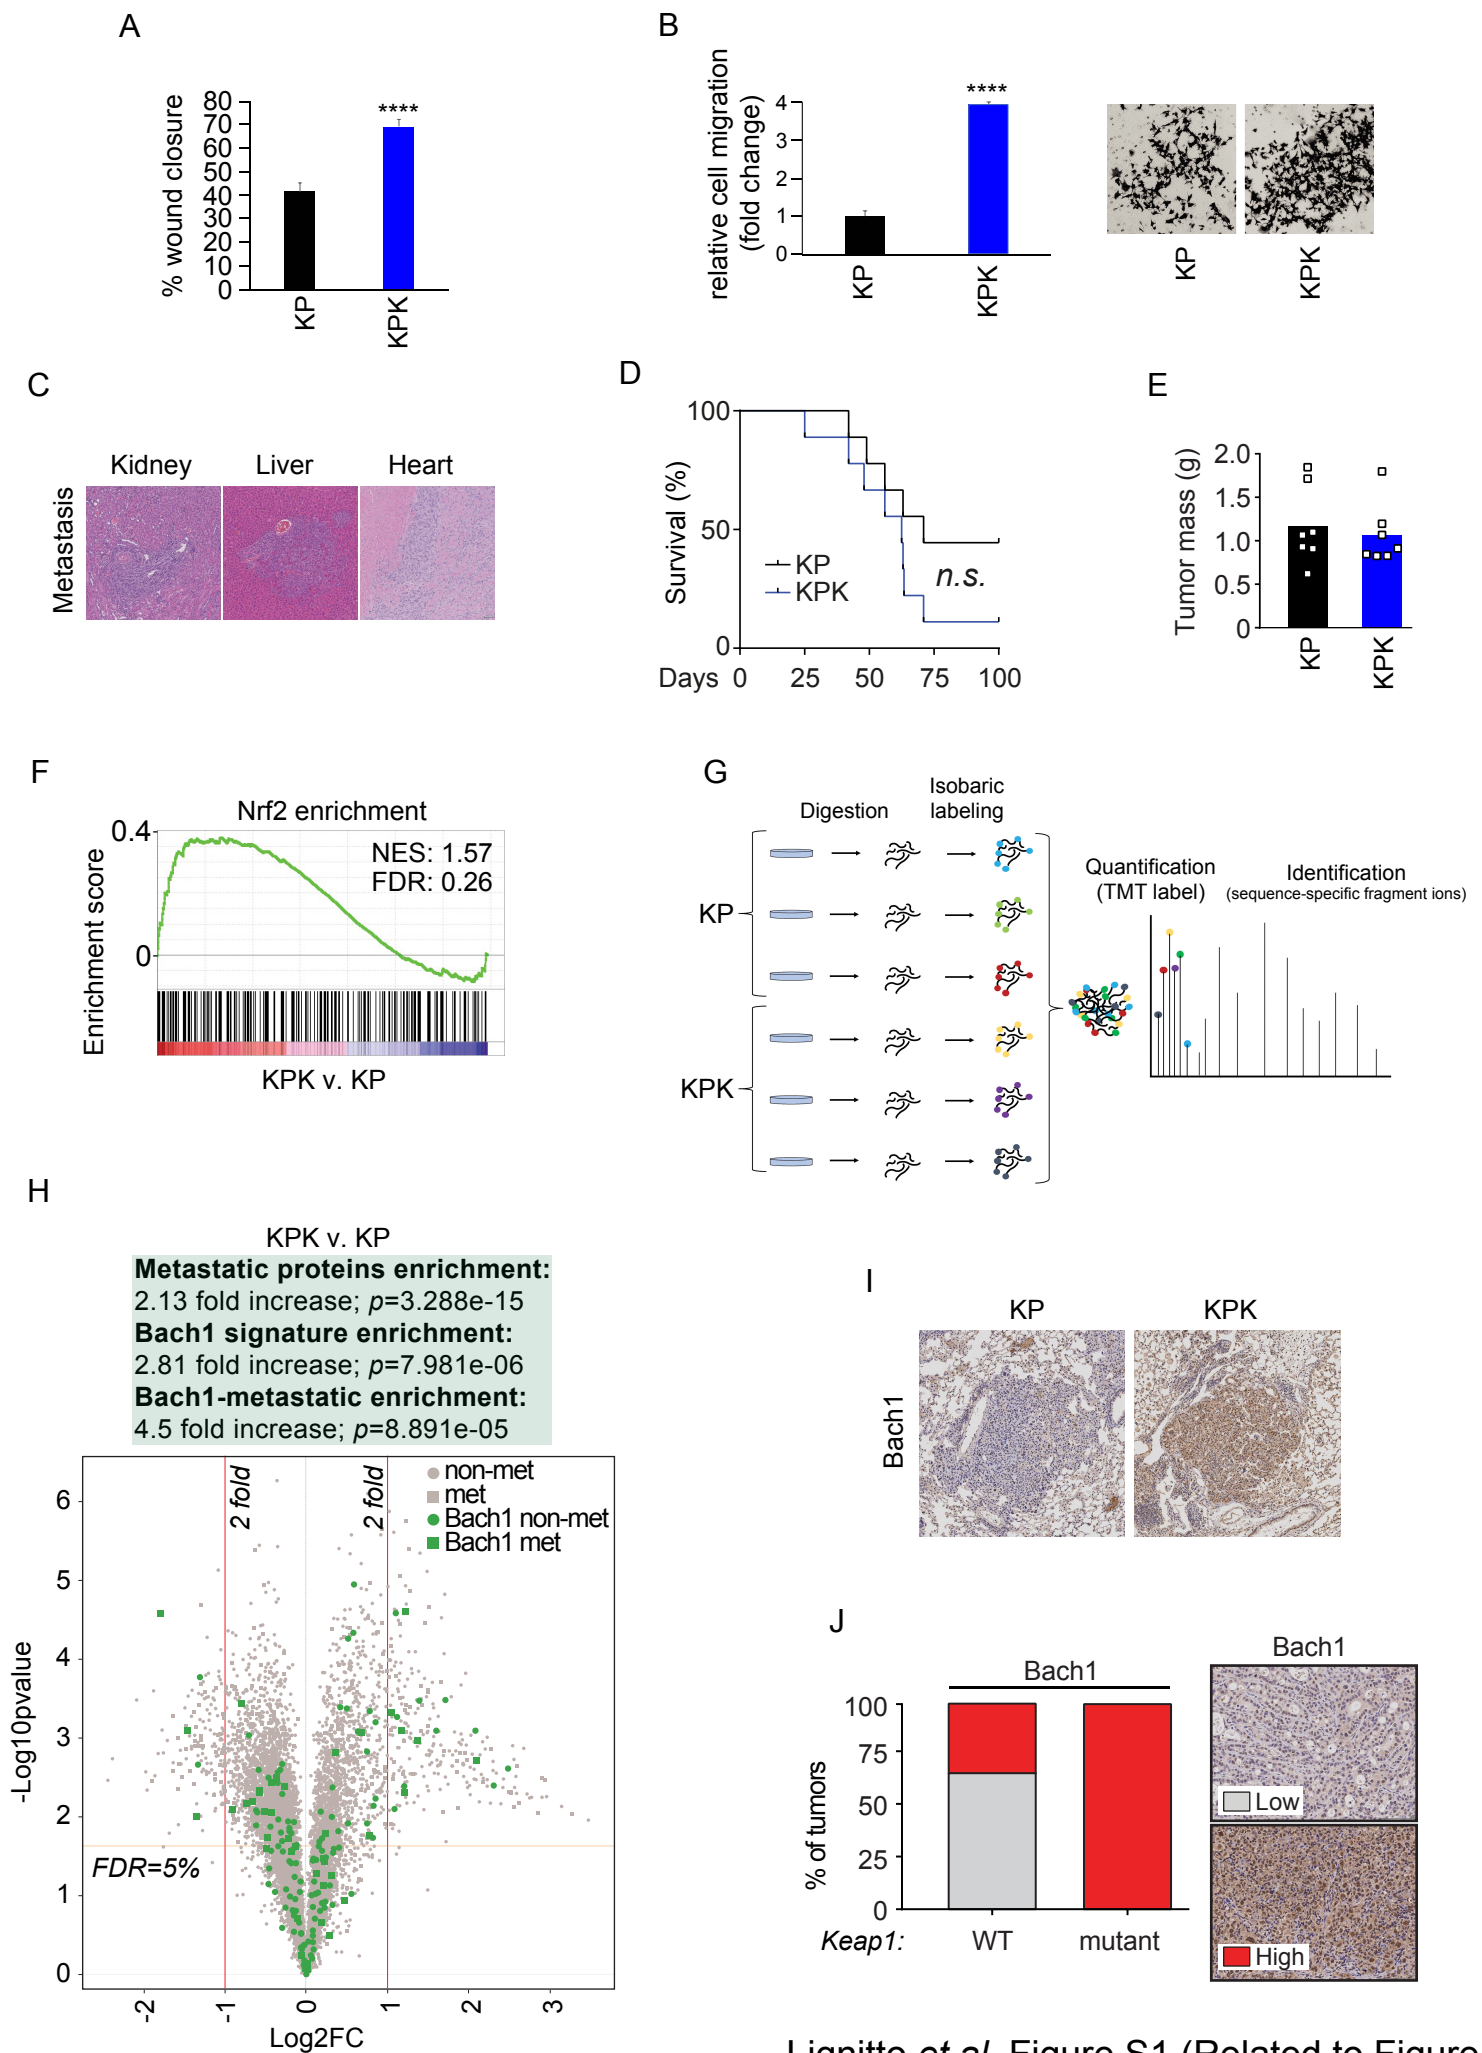 A
% wound closure
80
70
60
50
40
30
20
10
0
****
KP
KPK
B
relative cell migration
(fold change)
4
3
2
1
0
****
KP
KPK
KP
KPK
C
Metastasis
Kidney
Liver
Heart
D
Survival (%)
100
50
0
KP
KPK
n.s.
Days 0 25 50 75 100
E
Tumor mass (g)
2.0
1.5
1.0
0.5
0
KP
KPK
F
Nrf2 enrichment
Enrichment score
0.4
0
NES: 1.57
FDR: 0.26
KPK v. KP
G
Digestion
Isobaric
labeling
KP
KPK
Quantification
(TMT label)
Identification
(sequence-specific fragment ions)
H
KPK v. KP
Metastatic proteins enrichment:
2.13 fold increase; p=3.288e-15
Bach1 signature enrichment:
2.81 fold increase; p=7.981e-06
Bach1-metastatic enrichment:
4.5 fold increase; p=8.891e-05
2 fold
2 fold
non-met
met
Bach1 non-met
Bach1 met
-Log10pvalue
6
5
4
3
2
1
0
FDR=5%
-2
-1
0
1
2
3
Log2FC
I
KP
KPK
Bach1
J
Bach1
% of tumors
100
75
50
25
0
Keap1: WT mutant
Bach1
Low
High
Lignitto et al. Figure S1 (Related to Figure